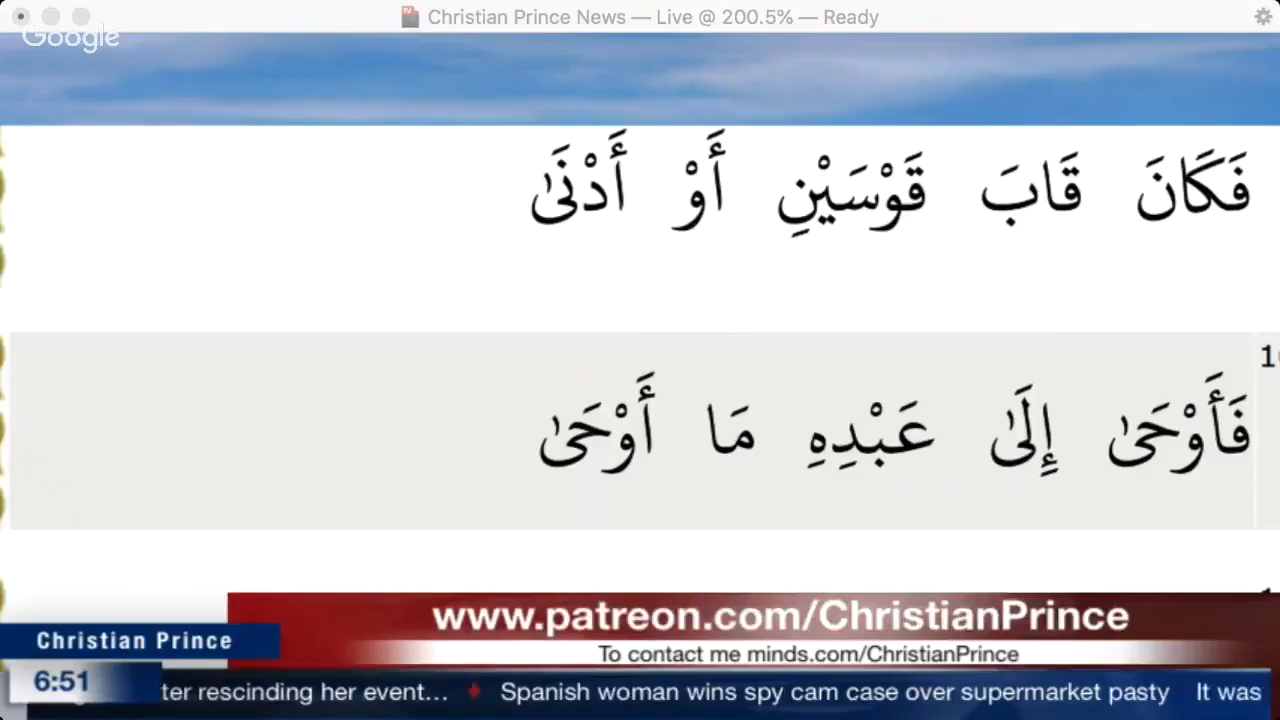 Christian Prince News — Live @ 200.5% — Ready
Google
فَكَانَ قَابَ قَوْسَيْنِ أَوْ أَدْنَىٰ
فَأَوْحَىٰ إِلَىٰ عَبْدِهِ مَا أَوْحَىٰ
www.patreon.com/ChristianPrince
Christian Prince
To contact me minds.com/ChristianPrince
6:51
ter rescinding her event... ♦ Spanish woman wins spy cam case over supermarket pasty It was